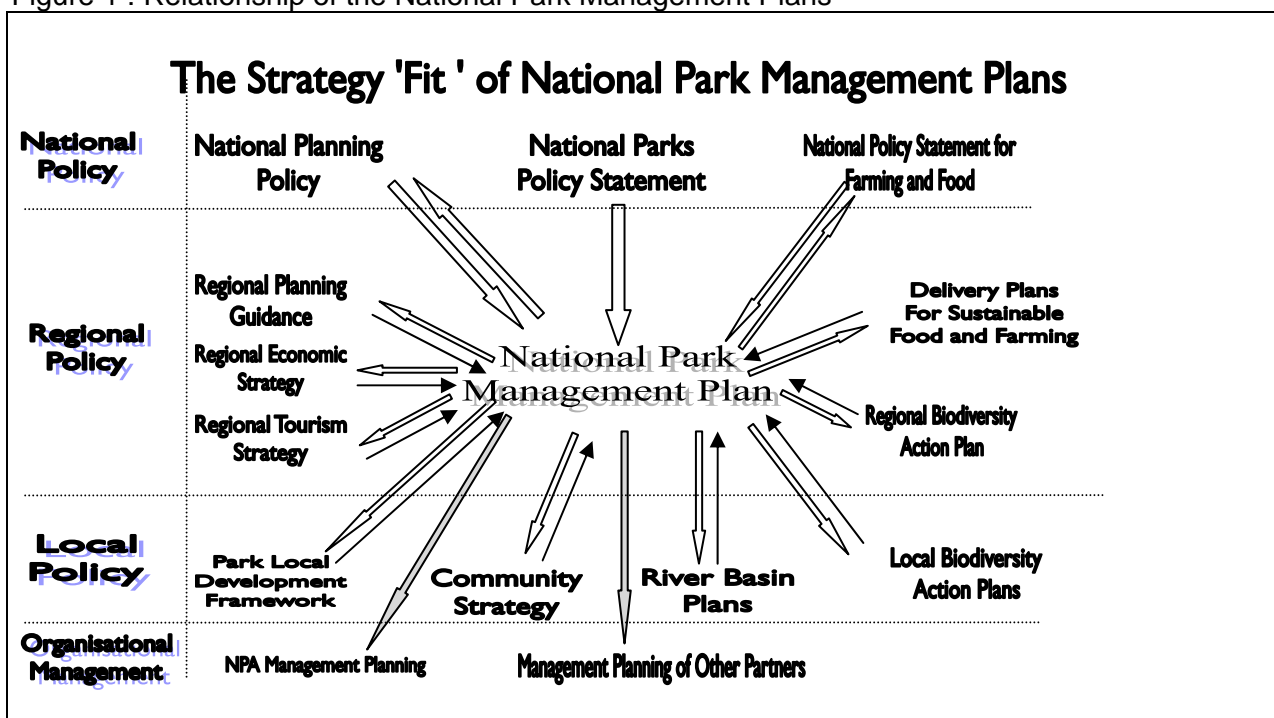 Figure 1 : Relationship of the National Park Management Plans
The Strategy 'Fit ' of National Park Management Plans
National
Policy
National Planning
Policy
National Parks
Policy Statement
National Policy Statement for
Farming and Food
Regional
Policy
Regional Planning
Guidance
Regional Economic
Strategy
Regional Tourism
Strategy
National Park
Management Plan
Delivery Plans
For Sustainable
Food and Farming
Regional Biodiversity
Action Plan
Local
Policy
Park Local
Development
Framework
Community
Strategy
River Basin
Plans
Local Biodiversity
Action Plans
Organisational
Management
NPA Management Planning
Management Planning of Other Partners